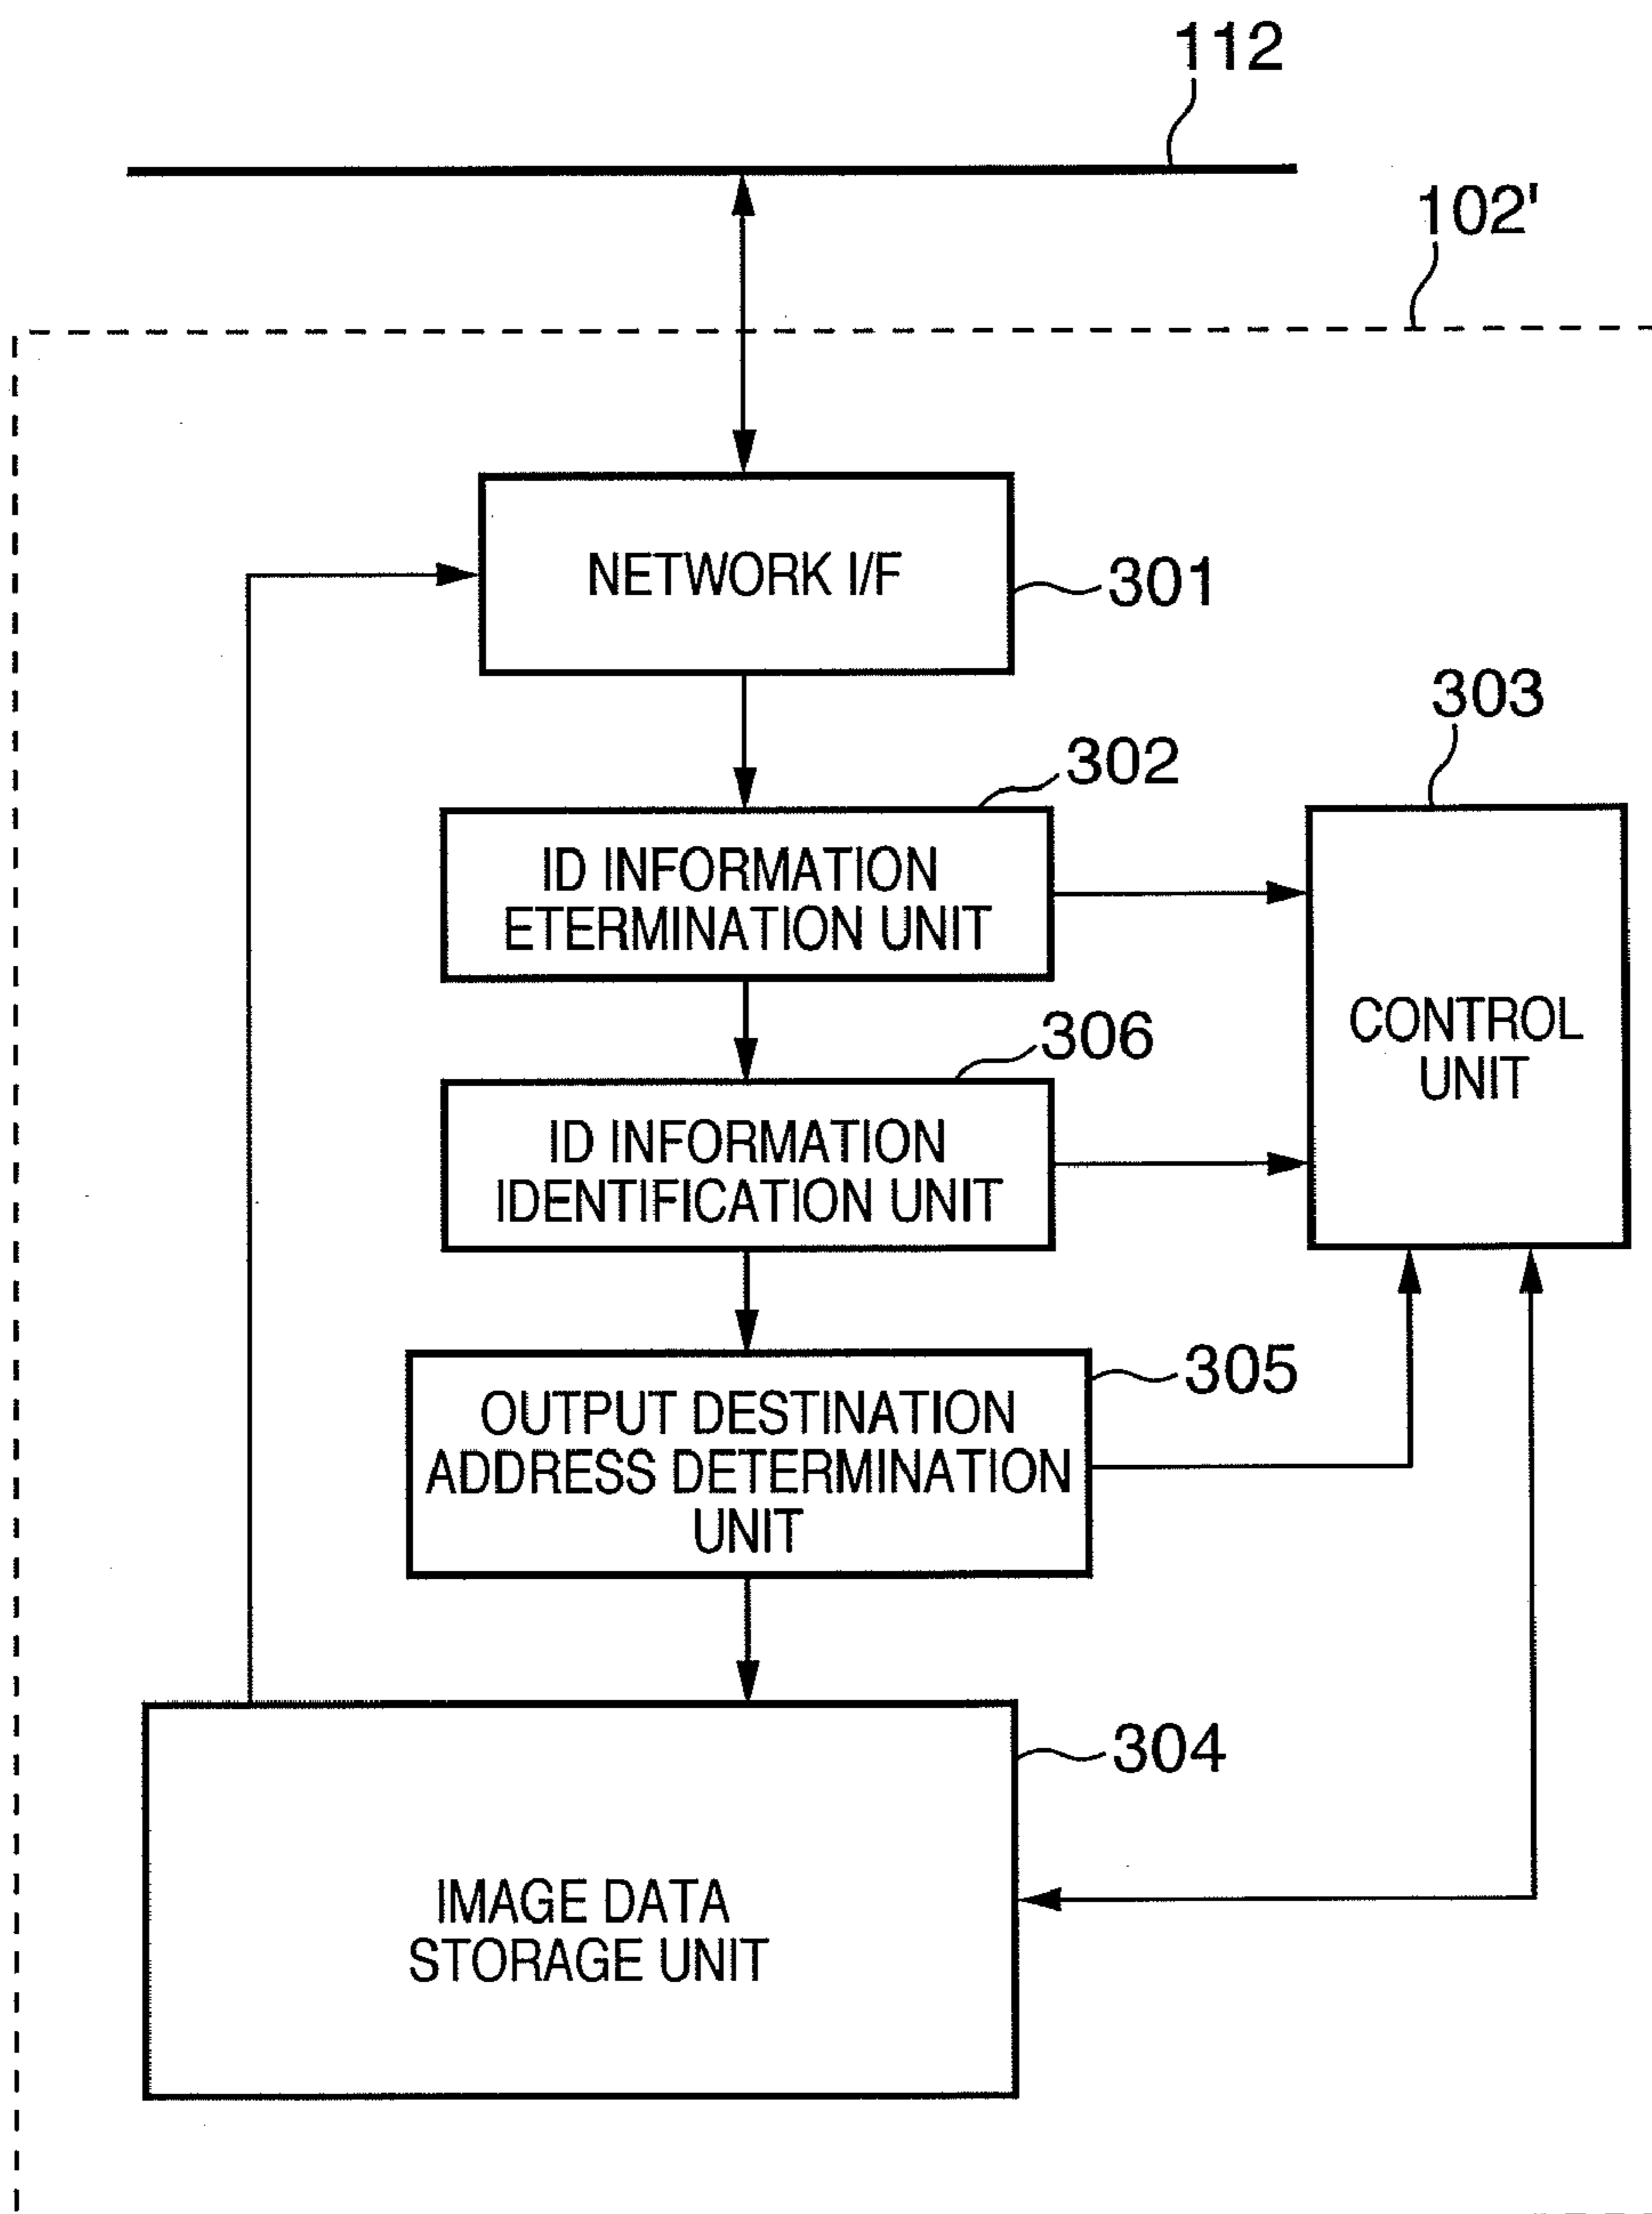 112
102'
NETWORK I/F
301
303
302
ID INFORMATION
ETERMINATION UNIT
CONTROL
UNIT
306
ID INFORMATION
IDENTIFICATION UNIT
305
OUTPUT DESTINATION
ADDRESS DETERMINATION
UNIT
304
IMAGE DATA
STORAGE UNIT